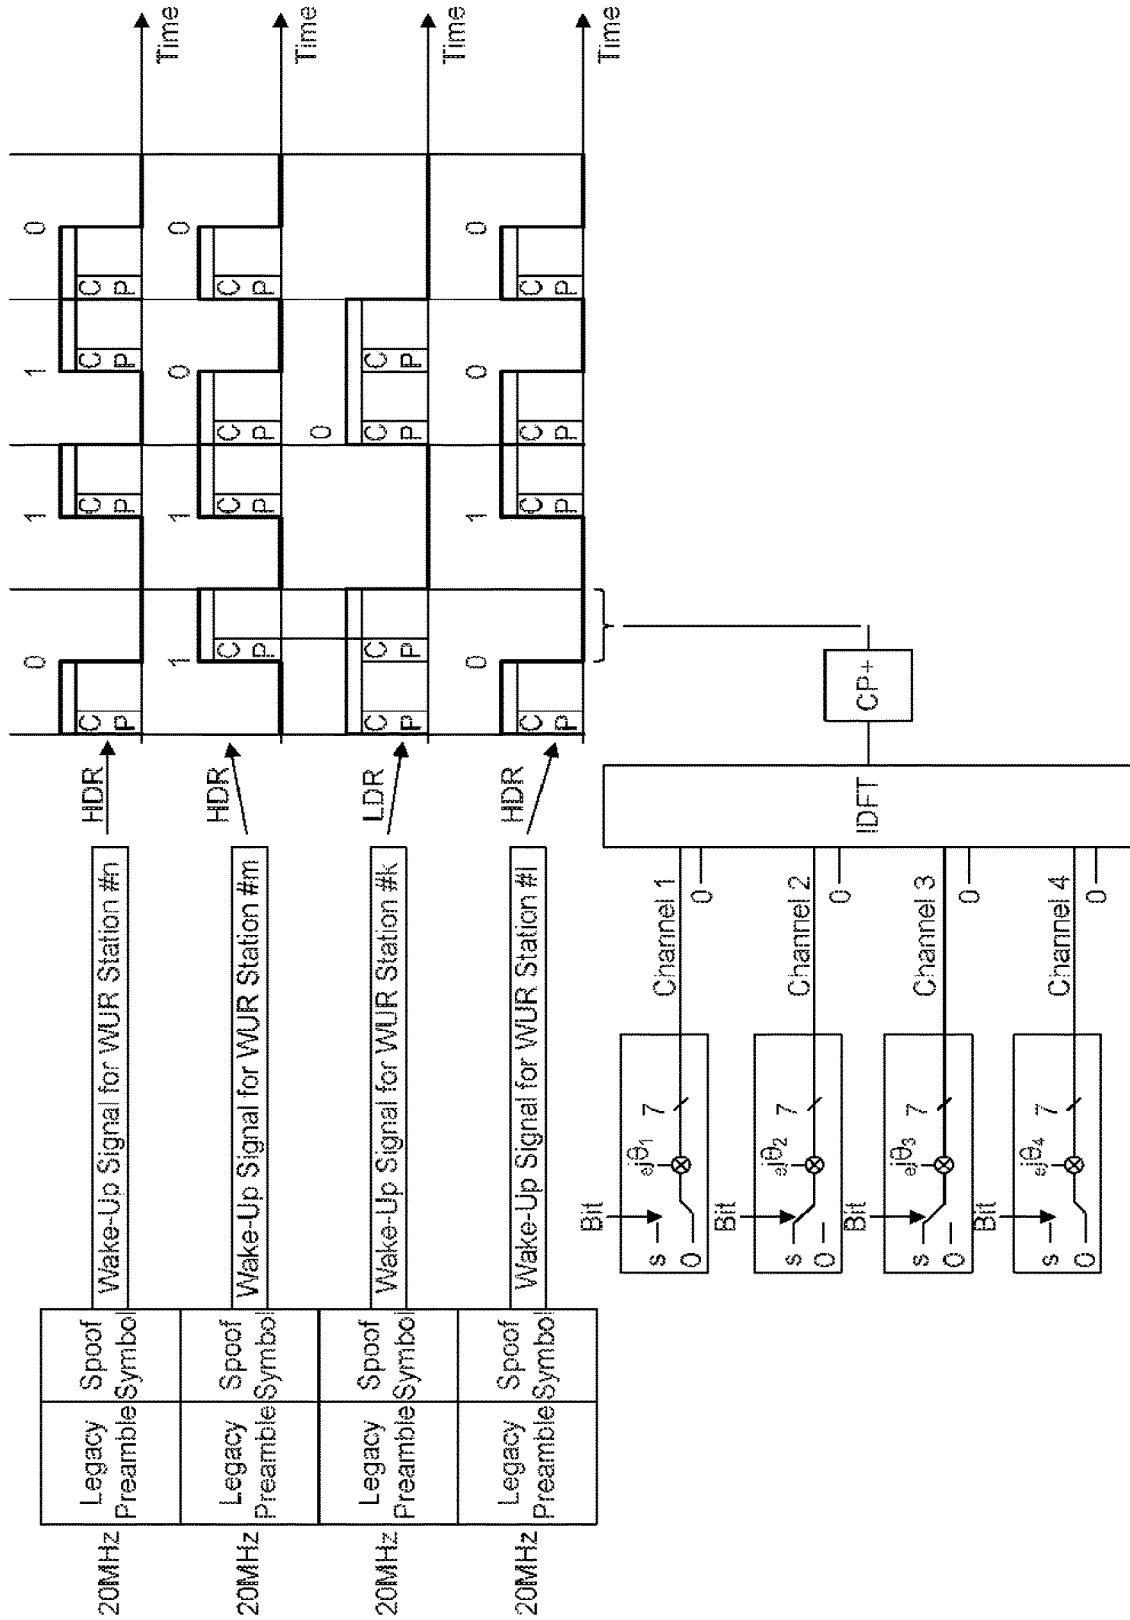 20MHz
Legacy
Preamble
Spoof
Symbol
Wake-Up Signal for WUR Station #n
HDR
C
P
0
C
P
1
C
P
1
C
P
0
Time
20MHz
Legacy
Preamble
Spoof
Symbol
Wake-Up Signal for WUR Station #m
HDR
1
C
P
1
C
P
0
C
P
0
C
P
Time
20MHz
Legacy
Preamble
Spoof
Symbol
Wake-Up Signal for WUR Station #k
LDR
C
P
C
P
0
C
P
C
P
Time
20MHz
Legacy
Preamble
Spoof
Symbol
Wake-Up Signal for WUR Station #l
HDR
C
P
0
1
C
P
0
C
P
0
C
P
Time
Bit
s
0
ejθ1
7
Channel 1
0
Bit
s
0
ejθ2
7
Channel 2
0
Bit
s
0
ejθ3
7
Channel 3
0
Bit
s
0
ejθ4
7
Channel 4
0
IDFT
CP+